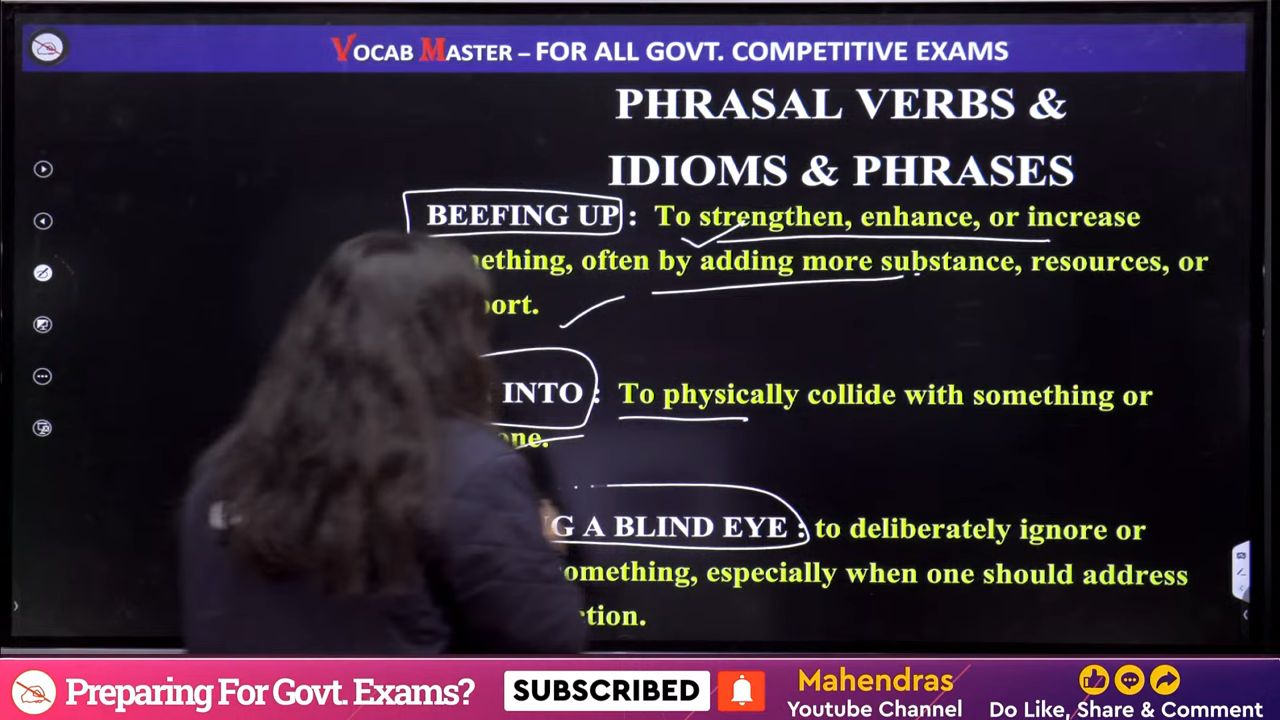 VOCAB MASTER – FOR ALL GOVT. COMPETITIVE EXAMS
PHRASAL VERBS &
IDIOMS & PHRASES
BEEFING UP : To strengthen, enhance, or increase
ething, often by adding more substance, resources, or
port.
INTO : To physically collide with something or
one.
G A BLIND EYE : to deliberately ignore or
omething, especially when one should address
tion.
Preparing For Govt. Exams?
SUBSCRIBED
Mahendras
Youtube Channel
Do Like, Share & Comment